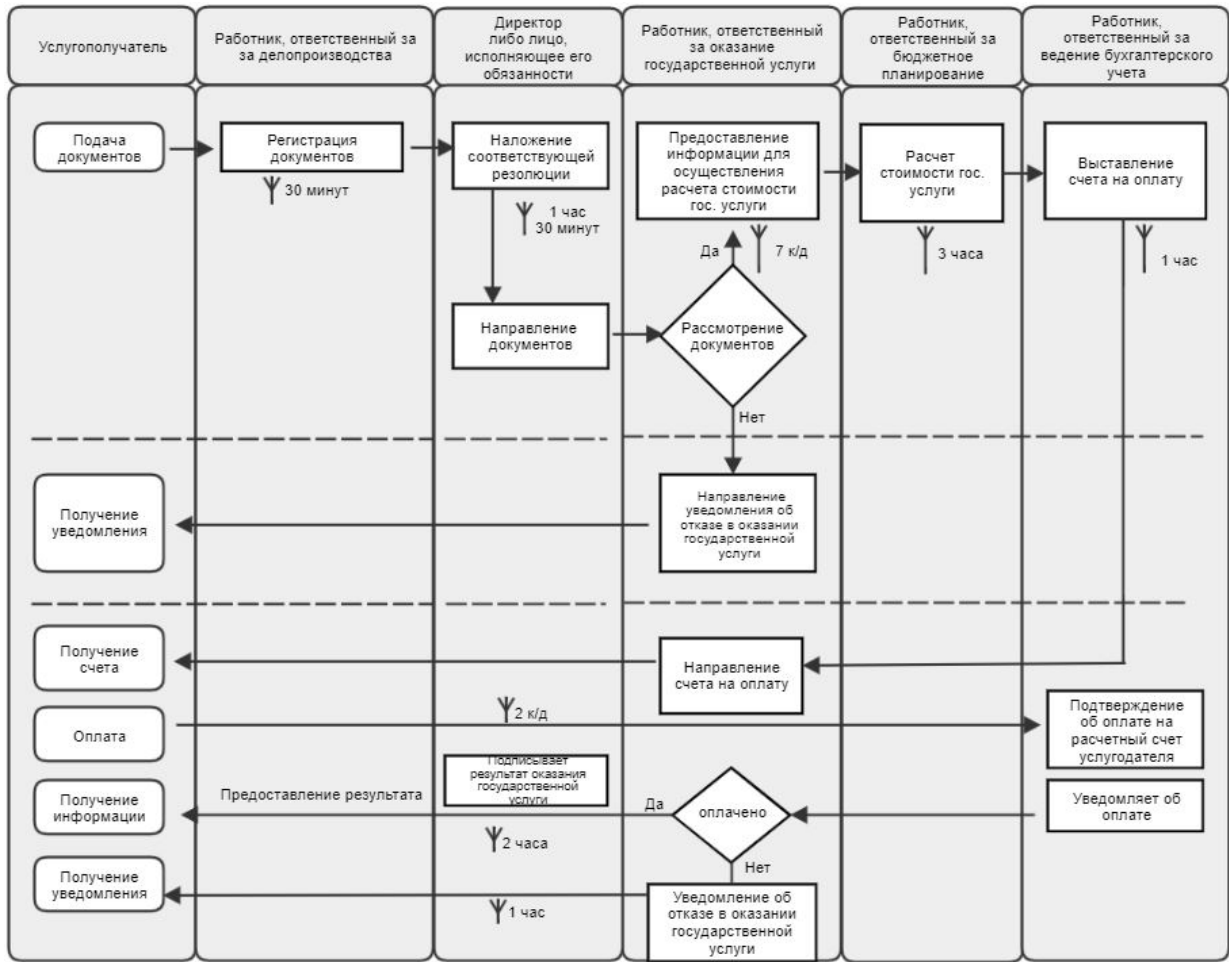 Услугополучатель
Работник, ответственный за
делопроизводства
Директор
либо лицо,
исполняющее его
обязанности
Работник, ответственный
за оказание
государственной услуги
Работник,
ответственный за
бюджетное
планирование
Работник,
ответственный за
ведение бухгалтерского
учета
Подача
документов
Регистрация
документов
30 минут
Наложение
соответствующей
резолюции
1 час
30 минут
Предоставление
информации для
осуществления
расчета стоимости
гос. услуги
Да
7 к/д
Расчет
стоимости гос.
услуги
3 часа
Выставление
счета на оплату
1 час
Направление
документов
Рассмотрение
документов
Нет
Получение
уведомления
Направление
уведомления об
отказе в оказании
государственной
услуги
Получение
счета
Направление
счета на оплату
Оплата
2 к/д
Подтверждение
об оплате на
расчетный счет
услугодателя
Получение
информации
Предоставление результата
Подписывает
результат оказания
государственной
услуги
2 часа
Да
оплачено
Уведомляет об
оплате
Нет
Получение
уведомления
1 час
Уведомление об
отказе в оказании
государственной
услуги